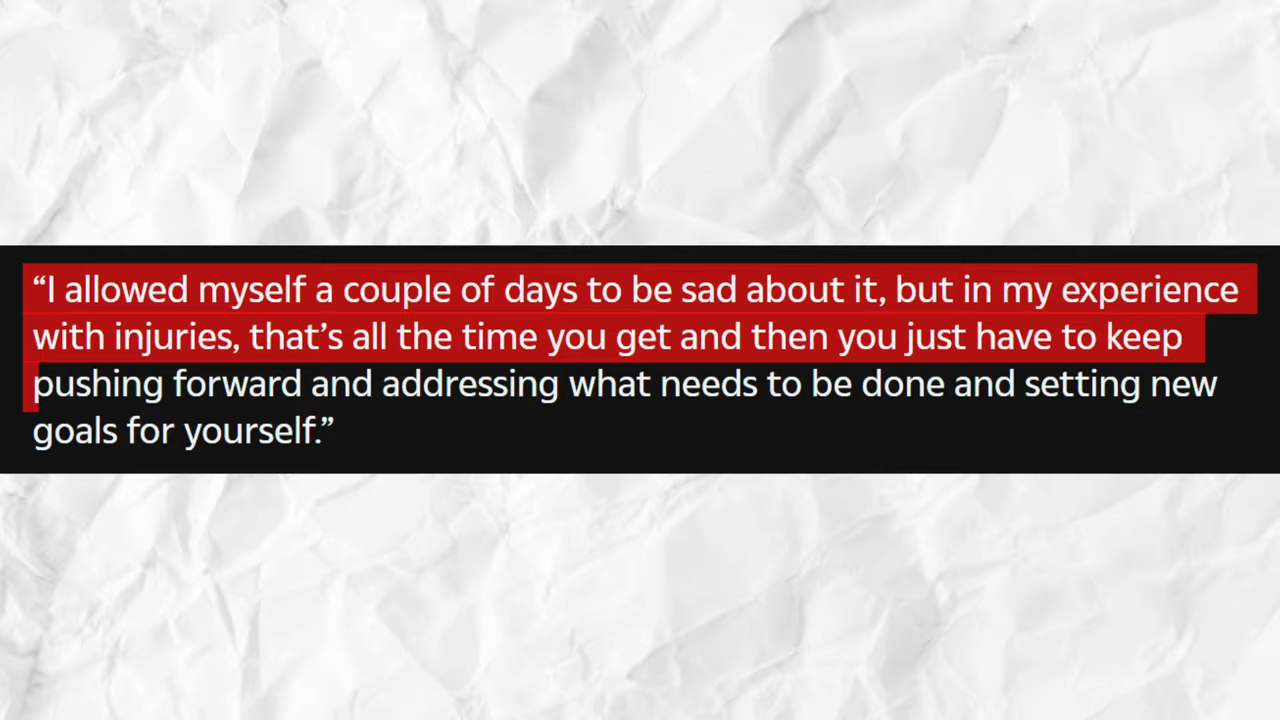 “I allowed myself a couple of days to be sad about it, but in my experience
with injuries, that’s all the time you get and then you just have to keep
pushing forward and addressing what needs to be done and setting new
goals for yourself.”